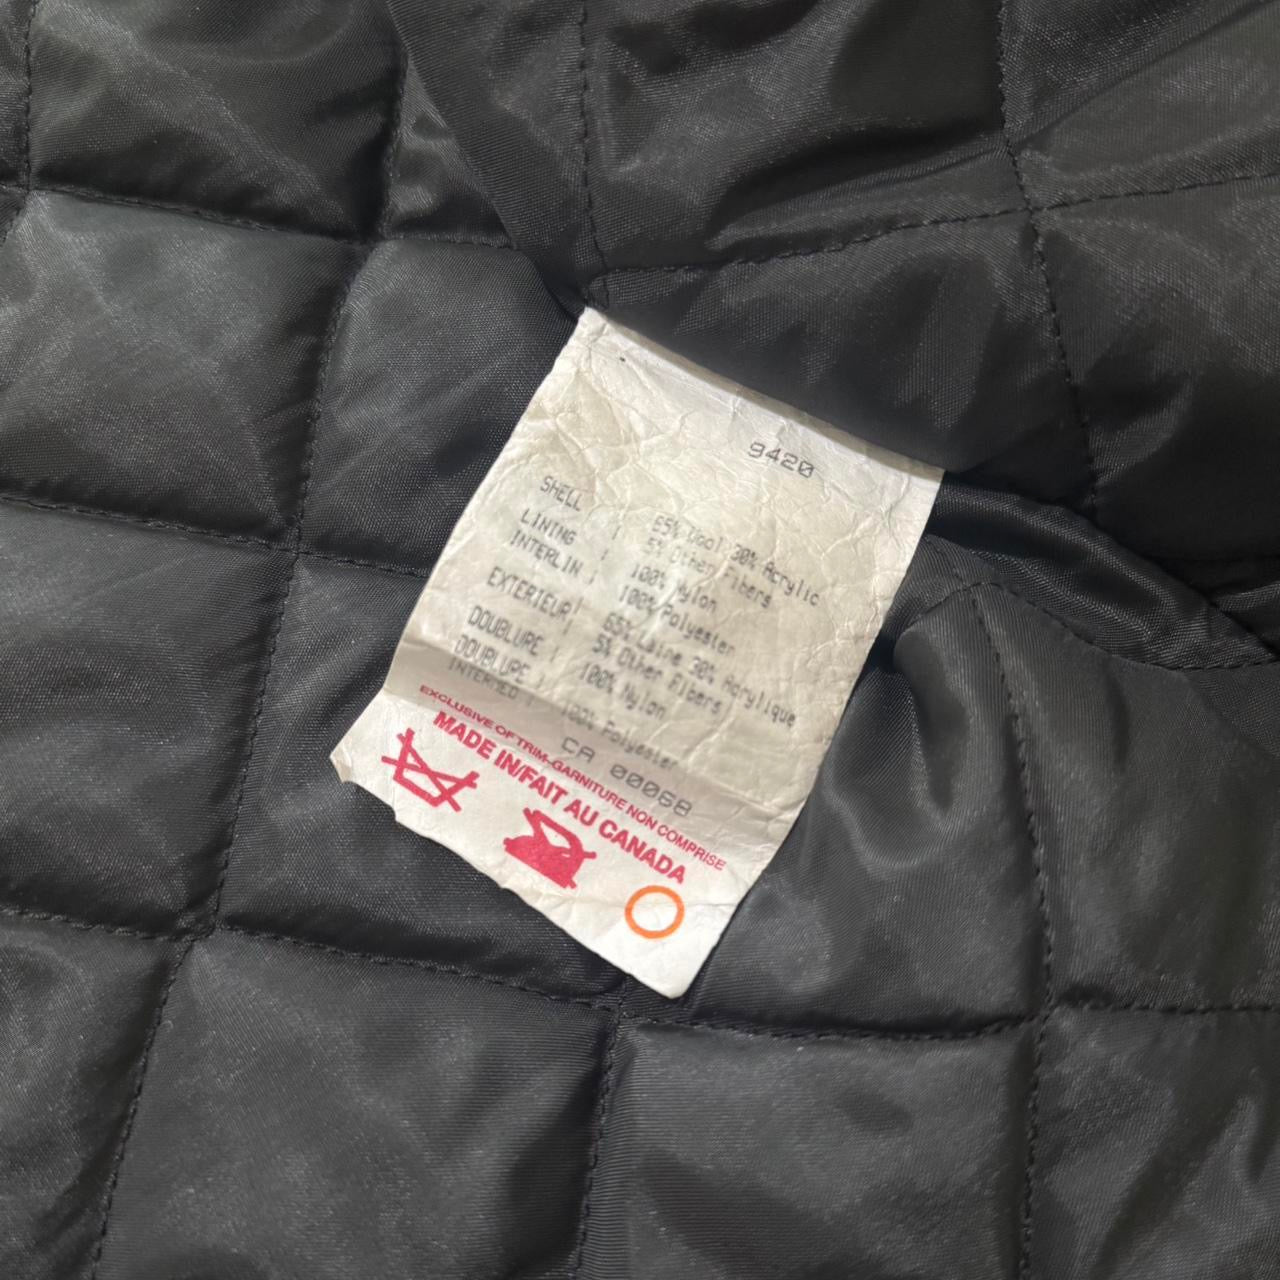 9420
SHELL : 65% Wool 30% Acrylic
5% Other Fibers
LINING : 100% Nylon
INTERLIN : 100% Polyester
EXTERIEUR: 65% Laine 30% Acrylique
5% Other Fibers
DOUBLURE : 100% Nylon
DOUBLURE :
INTERMED : 100% Polyester
CA 00068
EXCLUSIVE OF TRIM-GARNITURE NON COMPRISE
MADE IN/FAIT AU CANADA